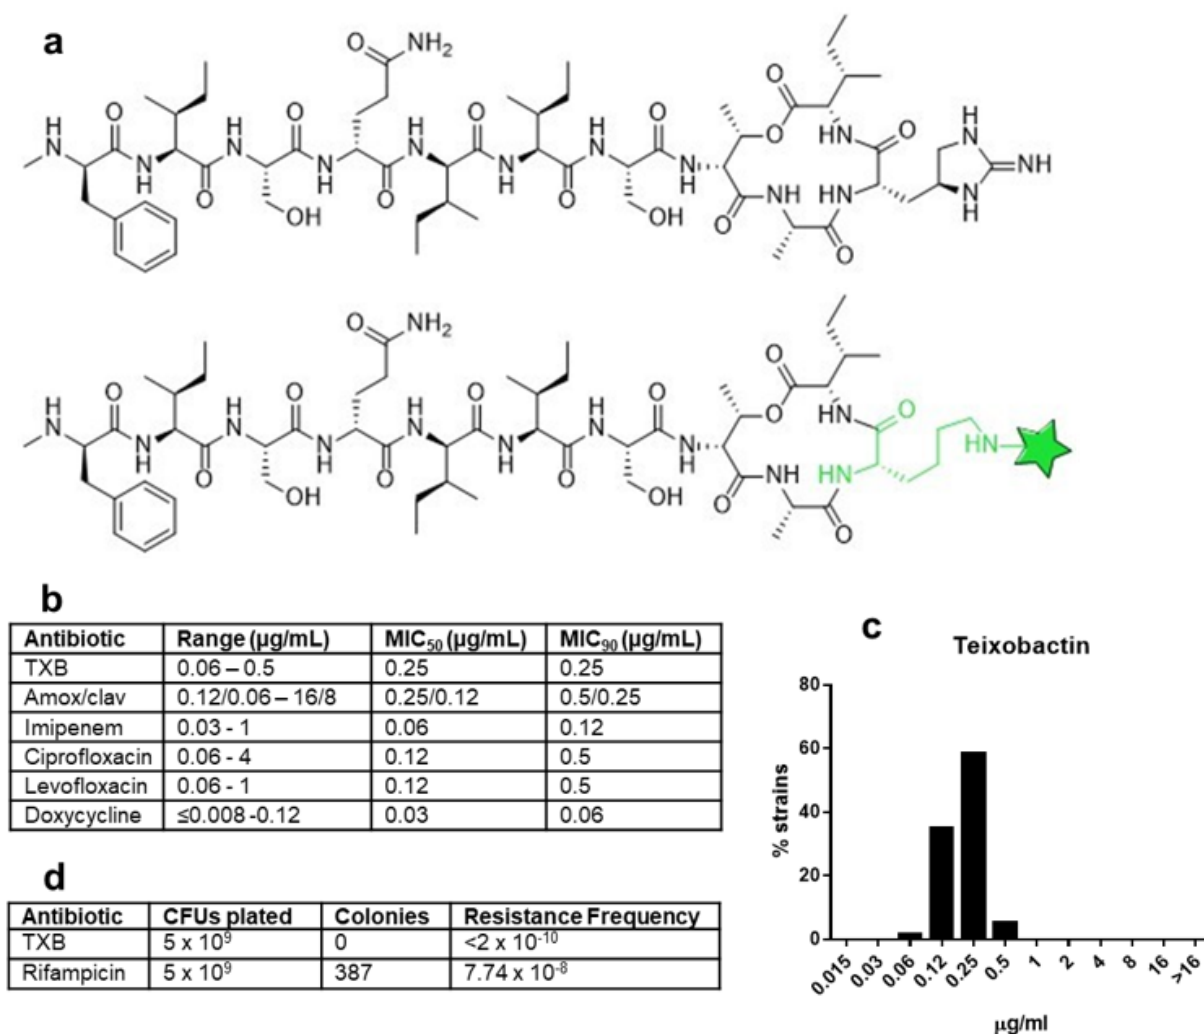 a
O NH₂
O
H O H O H O H O O HN O H
N N N N N
N N N N N NH HN NH
H O H O H O H O O N
OH OH O H
O NH₂
O
H O H O H O H O O HN O
N N N N HN
N N N N N NH HN
H O H O H O H O O
OH OH O
b
Antibiotic Range (µg/mL) MIC₅₀ (µg/mL) MIC₉₀ (µg/mL)
TXB 0.06 – 0.5 0.25 0.25
Amox/clav 0.12/0.06 – 16/8 0.25/0.12 0.5/0.25
Imipenem 0.03 - 1 0.06 0.12
Ciprofloxacin 0.06 - 4 0.12 0.5
Levofloxacin 0.06 - 1 0.12 0.5
Doxycycline ≤0.008 -0.12 0.03 0.06
d
Antibiotic CFUs plated Colonies Resistance Frequency
TXB 5 x 10⁹ 0 <2 x 10⁻¹⁰
Rifampicin 5 x 10⁹ 387 7.74 x 10⁻⁸
c
Teixobactin
% strains
80
60
40
20
0
0.015 0.03 0.06 0.12 0.25 0.5 1 2 4 8 16 >16
µg/ml